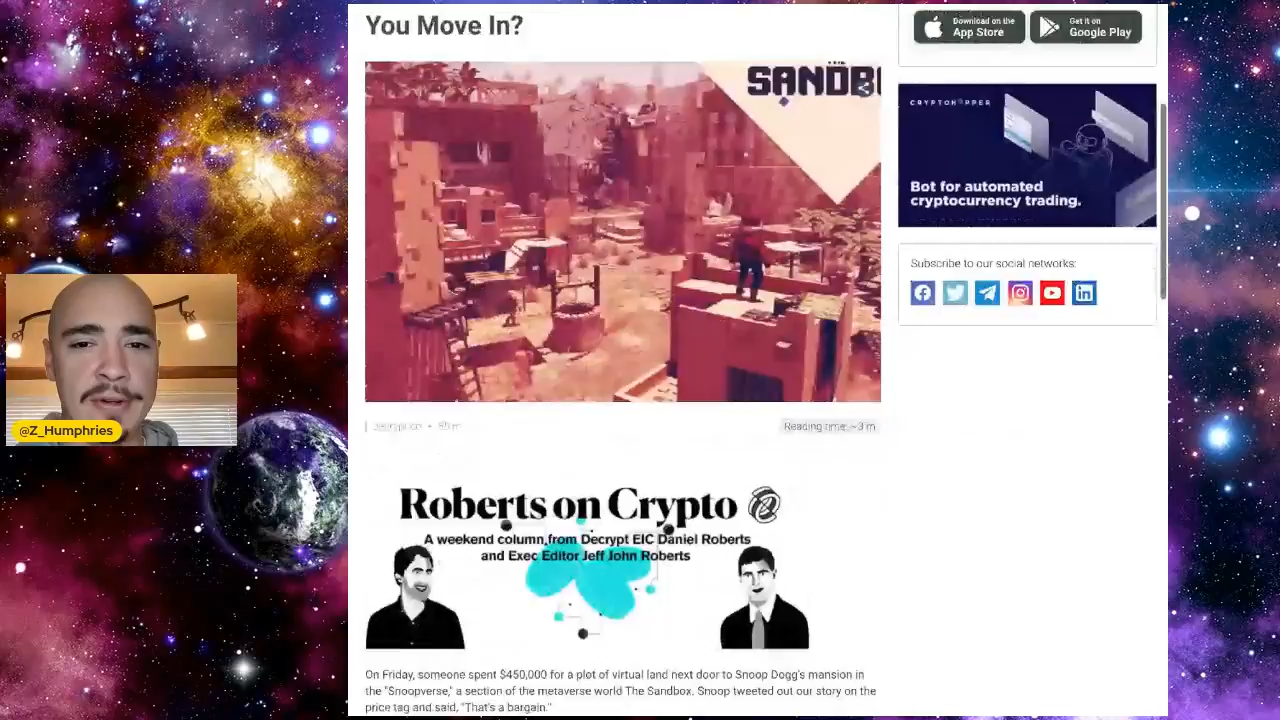 You Move In?
Download on the
App Store
Get it on
Google Play
CRYPTOHOPPER
Bot for automated
cryptocurrency trading.
Subscribe to our social networks:
@Z_Humphries
Reading time: ~3 m
Roberts on Crypto
A weekend column from Decrypt EIC Daniel Roberts
and Exec Editor Jeff John Roberts
On Friday, someone spent $450,000 for a plot of virtual land next door to Snoop Dogg's mansion in
the "Snoopverse," a section of the metaverse world The Sandbox. Snoop tweeted out our story on the
price tag and said, "That's a bargain."